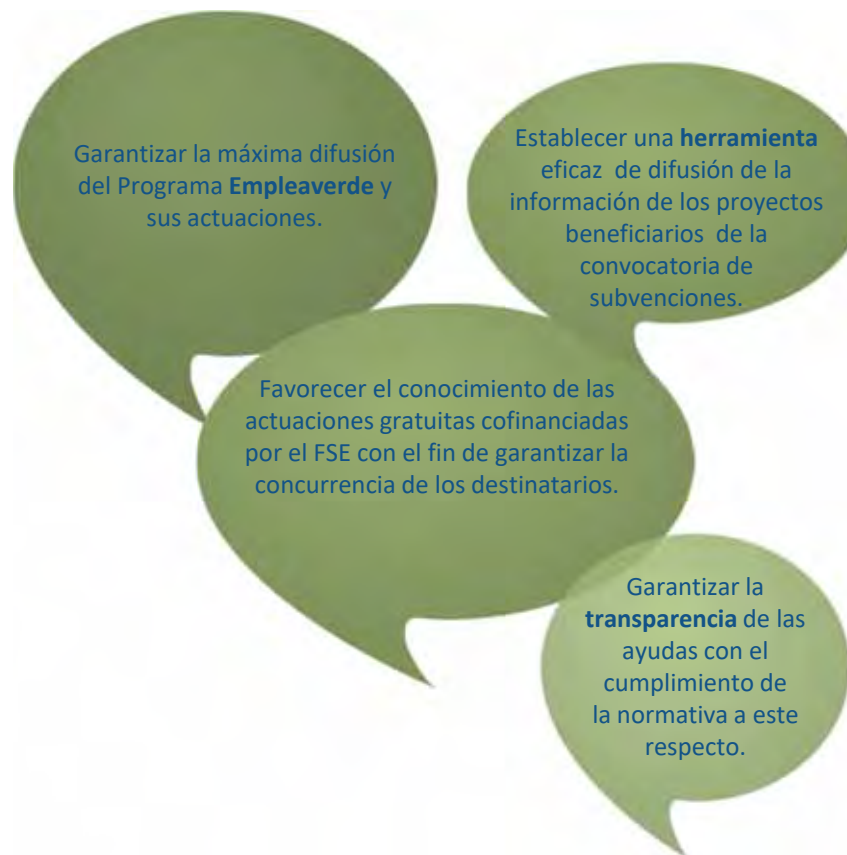 Garantizar la máxima difusión
del Programa Empleaverde y
sus actuaciones.
Establecer una herramienta
eficaz de difusión de la
información de los proyectos
beneficiarios de la
convocatoria de
subvenciones.
Favorecer el conocimiento de las
actuaciones gratuitas cofinanciadas
por el FSE con el fin de garantizar la
concurrencia de los destinatarios.
Garantizar la
transparencia de las
ayudas con el
cumplimiento de
la normativa a este
respecto.